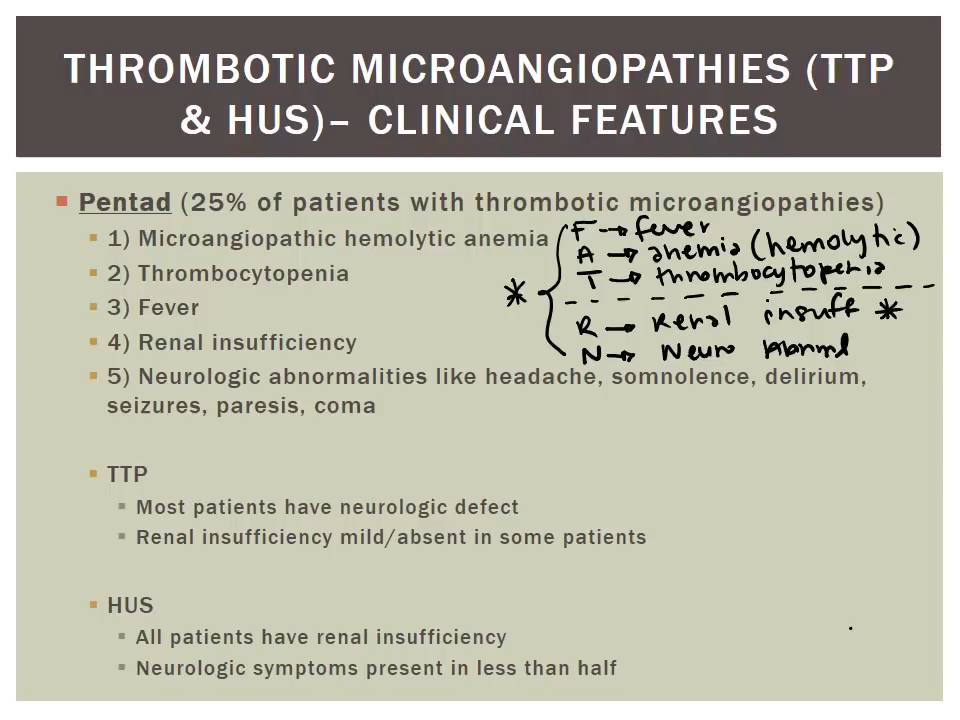 THROMBOTIC MICROANGIOPATHIES (TTP
& HUS)– CLINICAL FEATURES
Pentad (25% of patients with thrombotic microangiopathies)
1) Microangiopathic hemolytic anemia
F → fever
A → anemia (hemolytic)
2) Thrombocytopenia
T → thrombocytopenia
3) Fever
R → Renal insuff *
4) Renal insufficiency
N → Neuro Abnml
5) Neurologic abnormalities like headache, somnolence, delirium,
seizures, paresis, coma
TTP
Most patients have neurologic defect
Renal insufficiency mild/absent in some patients
HUS
All patients have renal insufficiency
Neurologic symptoms present in less than half